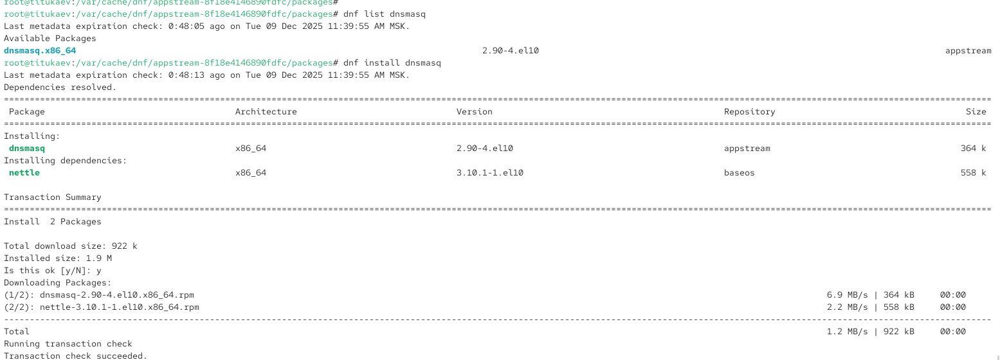 root@titukaev:/var/cache/dnf/appstream-8f18e4146890fdfc/packages#
root@titukaev:/var/cache/dnf/appstream-8f18e4146890fdfc/packages# dnf list dnsmasq
Last metadata expiration check: 0:48:05 ago on Tue 09 Dec 2025 11:39:55 AM MSK.
Available Packages
dnsmasq.x86_64 2.90-4.el10 appstream
root@titukaev:/var/cache/dnf/appstream-8f18e4146890fdfc/packages# dnf install dnsmasq
Last metadata expiration check: 0:48:13 ago on Tue 09 Dec 2025 11:39:55 AM MSK.
Dependencies resolved.
================================================================================
Package Architecture Version Repository Size
================================================================================
Installing:
dnsmasq x86_64 2.90-4.el10 appstream 364 k
Installing dependencies:
nettle x86_64 3.10.1-1.el10 baseos 558 k
Transaction Summary
================================================================================
Install  2 Packages
Total download size: 922 k
Installed size: 1.9 M
Is this ok [y/N]: y
Downloading Packages:
(1/2): dnsmasq-2.90-4.el10.x86_64.rpm 6.9 MB/s | 364 kB 00:00
(2/2): nettle-3.10.1-1.el10.x86_64.rpm 2.2 MB/s | 558 kB 00:00
--------------------------------------------------------------------------------
Total 1.2 MB/s | 922 kB 00:00
Running transaction check
Transaction check succeeded.